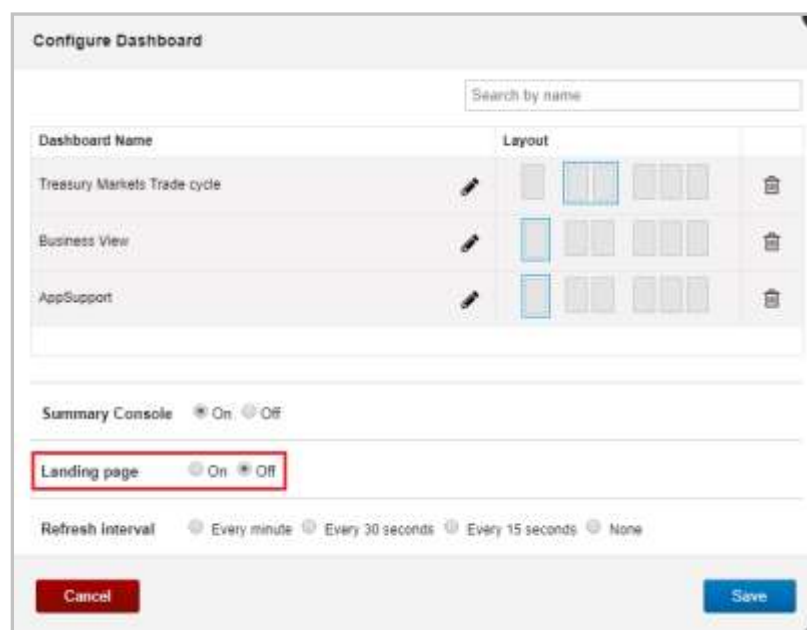 Configure Dashboard
Search by name
Dashboard Name Layout
Treasury Markets Trade cycle
Business View
AppSupport
Summary Console On Off
Landing page On Off
Refresh interval Every minute Every 30 seconds Every 15 seconds None
Cancel Save